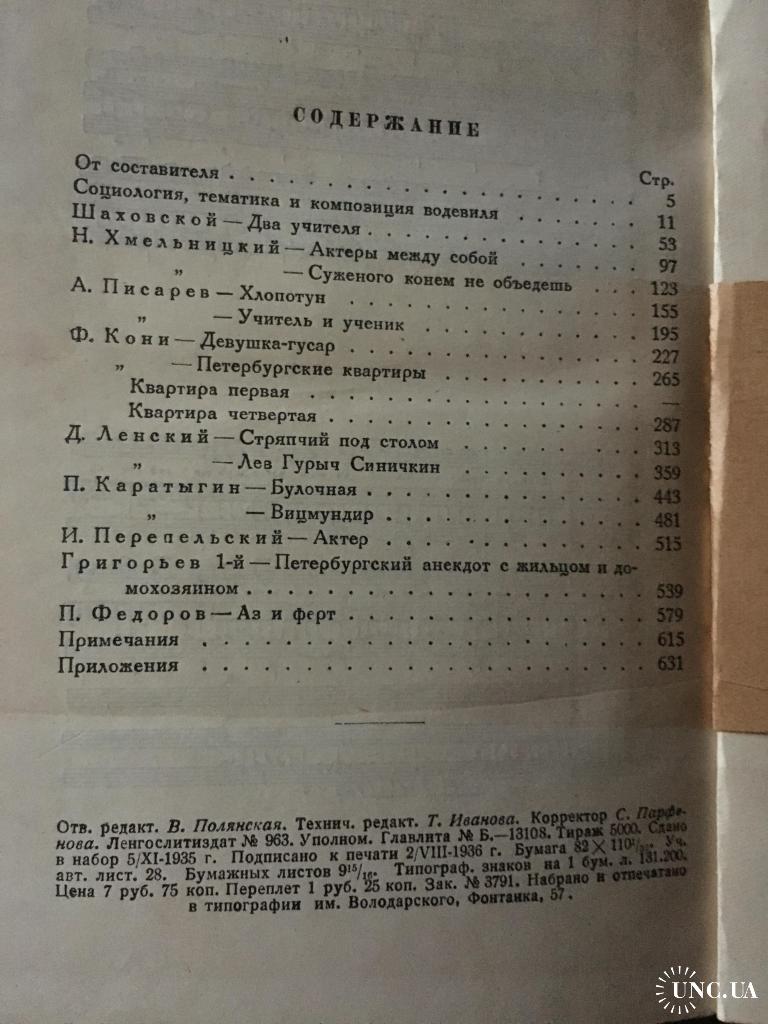 СОДЕРЖАНИЕ
Стр.
От составителя . . . . . . . . . . . . . . . . . 5
Социология, тематика и композиция водевиля . . . . . . 11
Шаховской — Два учителя . . . . . . . . . . . . . 53
Н. Хмельницкий — Актеры между собой . . . . . . . 97
„ — Суженого конем не объедешь . . . 123
А. Писарев — Хлопотун . . . . . . . . . . . . . . 155
„ — Учитель и ученик . . . . . . . . . . 195
Ф. Кони — Девушка-гусар . . . . . . . . . . . . . 227
„ — Петербургские квартиры . . . . . . . . . 265
Квартира первая . . . . . . . . . . . . . . . —
Квартира четвертая . . . . . . . . . . . . . . 287
Д. Ленский — Стряпчий под столом . . . . . . . . . 313
„ — Лев Гурыч Синичкин . . . . . . . . . 359
П. Каратыгин — Булочная . . . . . . . . . . . . . 443
„ — Вицмундир . . . . . . . . . . . . . 481
И. Перепельский — Актер . . . . . . . . . . . . . 515
Григорьев 1-й — Петербургский анекдот с жильцом и до-
мохозяином . . . . . . . . . . . . . . . . . 539
П. Федоров — Аз и ферт . . . . . . . . . . . . . . 579
Примечания . . . . . . . . . . . . . . . . . . . 615
Приложения . . . . . . . . . . . . . . . . . . . 631
Отв. редакт. В. Полянская. Технич. редакт. Т. Иванова. Корректор С. Парфе-
нова. Ленгослитиздат № 963. Уполном. Главлита № Б.—13108. Тираж 5000. Сдано
в набор 5/XI-1935 г. Подписано к печати 2/VIII-1936 г. Бумага 82 × 110¹/₃₂. Уч.
авт. лист. 28. Бумажных листов 9¹⁵/₁₆. Типограф. знаков на 1 бум. л. 131.200.
Цена 7 руб. 75 коп. Переплет 1 руб. 25 коп. Зак. № 3791. Набрано и отпечатано
в типографии им. Володарского, Фонтанка, 57.
UNC.UA